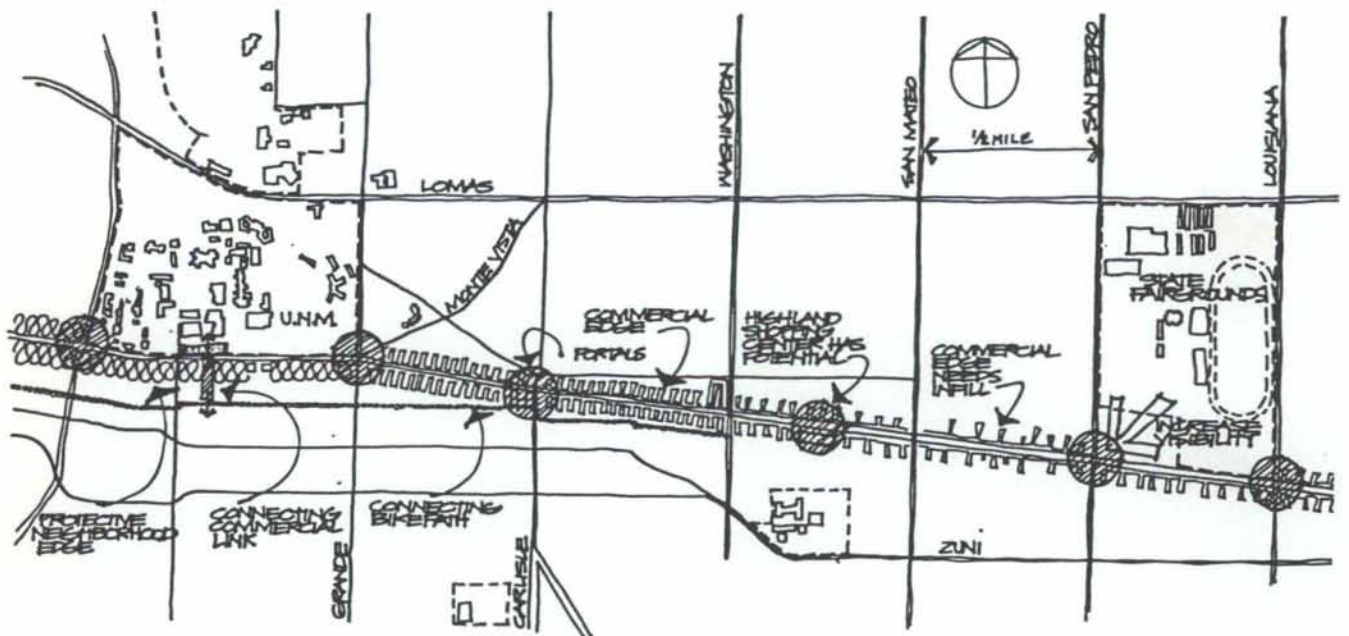 LOMAS
WASHINGTON
SAN MATEO
1/2 MILE
SAN PEDRO
LOUISIANA
MONTE VISTA
U.N.M.
COMMERCIAL
EDGE
PORTALS
HIGHLAND
SHOPPING
CENTER HAS
POTENTIAL
COMMERCIAL
EDGE
NEEDS
INFILL
STATE
FAIRGROUNDS
INCREASE
VISIBILITY
PROTECTIVE
NEIGHBORHOOD
EDGE
CONNECTING
COMMERCIAL
LINK
GRANDE
CONNECTING
BIKEPATH
CARLISLE
ZUNI